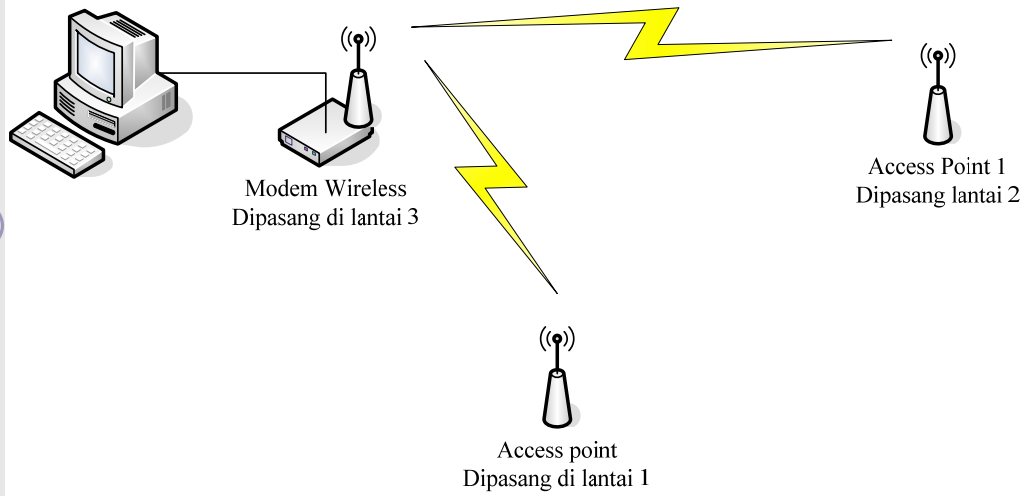 Modem Wireless
Dipasang di lantai 3
Access Point 1
Dipasang lantai 2
Access point
Dipasang di lantai 1